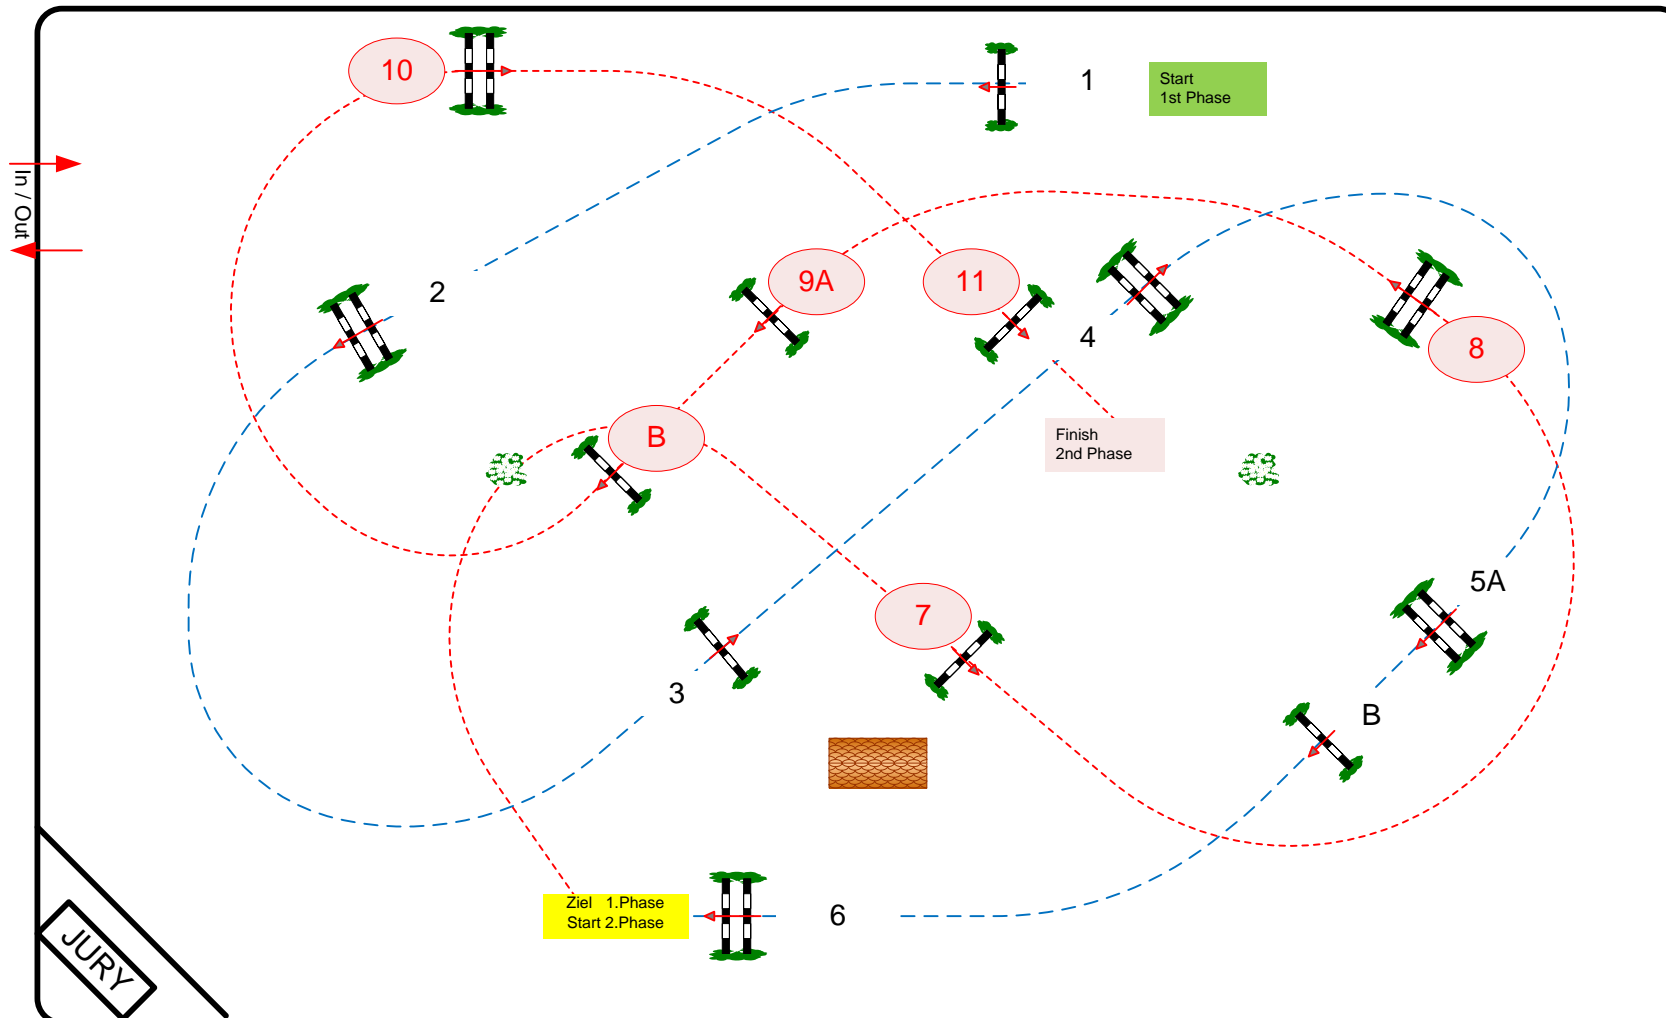 10
1
Start
1st Phase
In / Out
2
9A
11
4
8
B
Finish
2nd Phase
5A
7
3
B
Ziel 1.Phase
Start 2.Phase
6
JURY